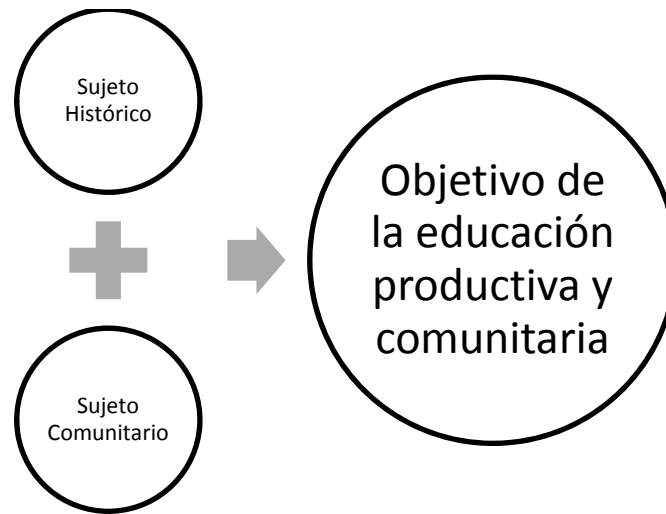 Sujeto
Histórico
Objetivo de
la educación
productiva y
comunitaria
Sujeto
Comunitario